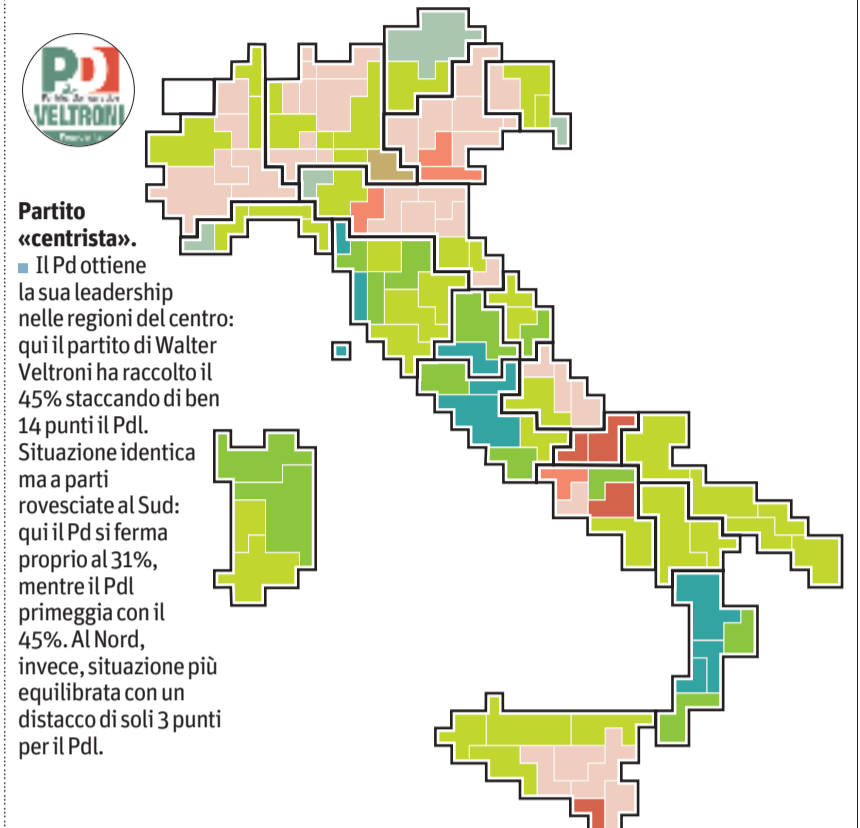 PD
VELTRONI
Partito
«centrista».
Il Pd ottiene
la sua leadership
nelle regioni del centro:
qui il partito di Walter
Veltroni ha raccolto il
45% staccando di ben
14 punti il Pdl.
Situazione identica
ma a parti
rovesciate al Sud:
qui il Pd si ferma
proprio al 31%,
mentre il Pdl
primeggia con il
45%. Al Nord,
invece, situazione più
equilibrata con un
distacco di soli 3 punti
per il Pdl.